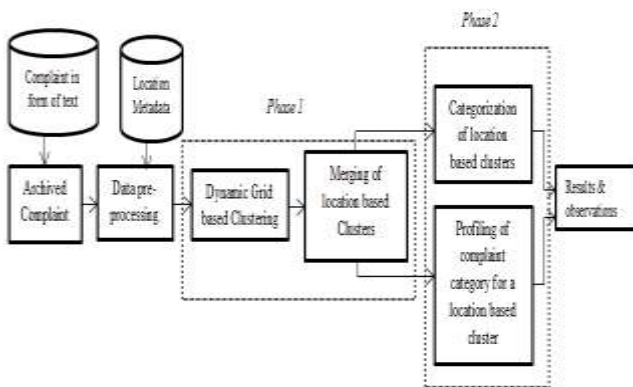 Phase 2
Complaint in
form of text
Location
Metadata
Phase 1
Categorization
of location
based clusters
Archived
Complaint
Data pre-
processing
Dynamic Grid
based Clustering
Merging of
location based
Clusters
Results &
observations
Profiling of
complaint
category for a
location based
cluster